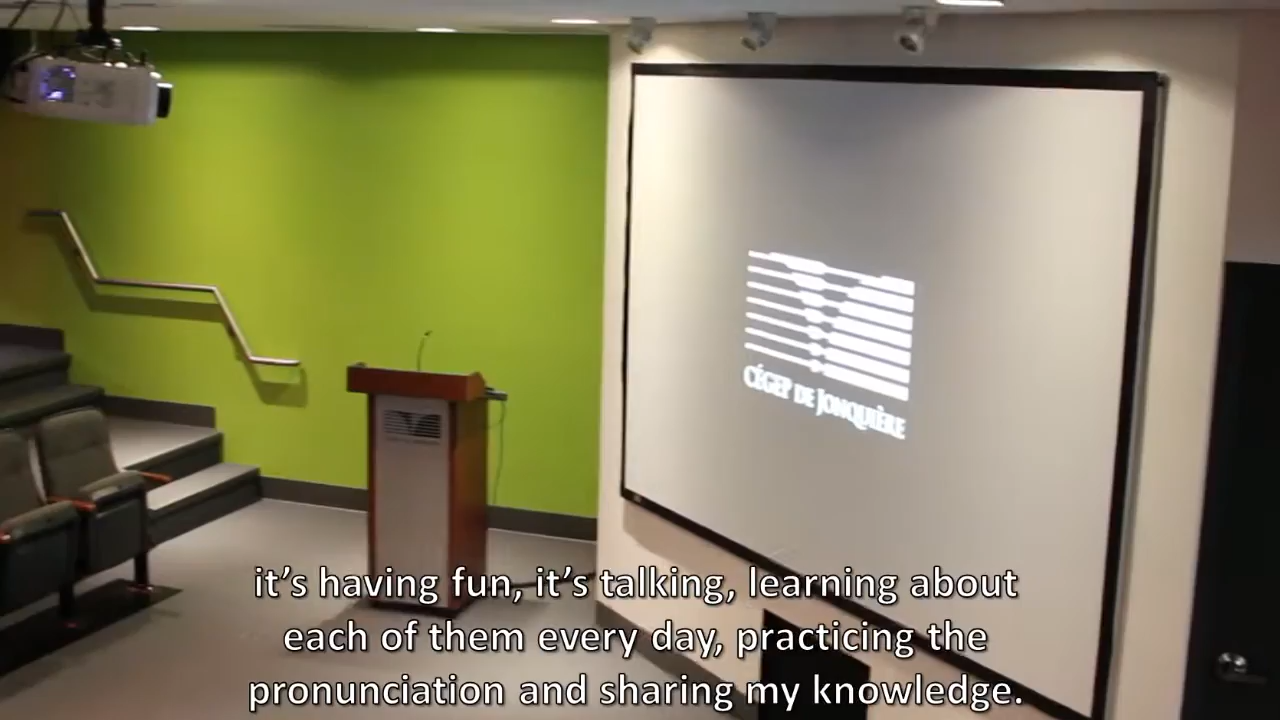 CÉGEP DE JONQUIÈRE
it's having fun, it's talking, learning about
each of them every day, practicing the
pronunciation and sharing my knowledge.